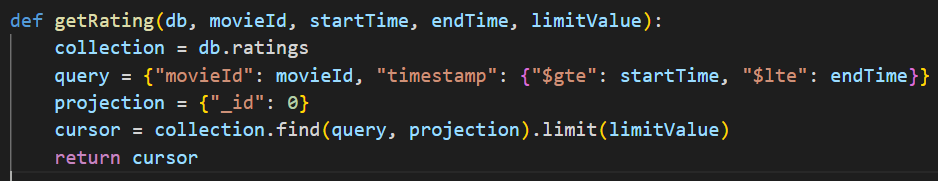 def getRating(db, movieId, startTime, endTime, limitValue):
    collection = db.ratings
    query = {"movieId": movieId, "timestamp": {"$gte": startTime, "$lte": endTime}}
    projection = {"_id": 0}
    cursor = collection.find(query, projection).limit(limitValue)
    return cursor